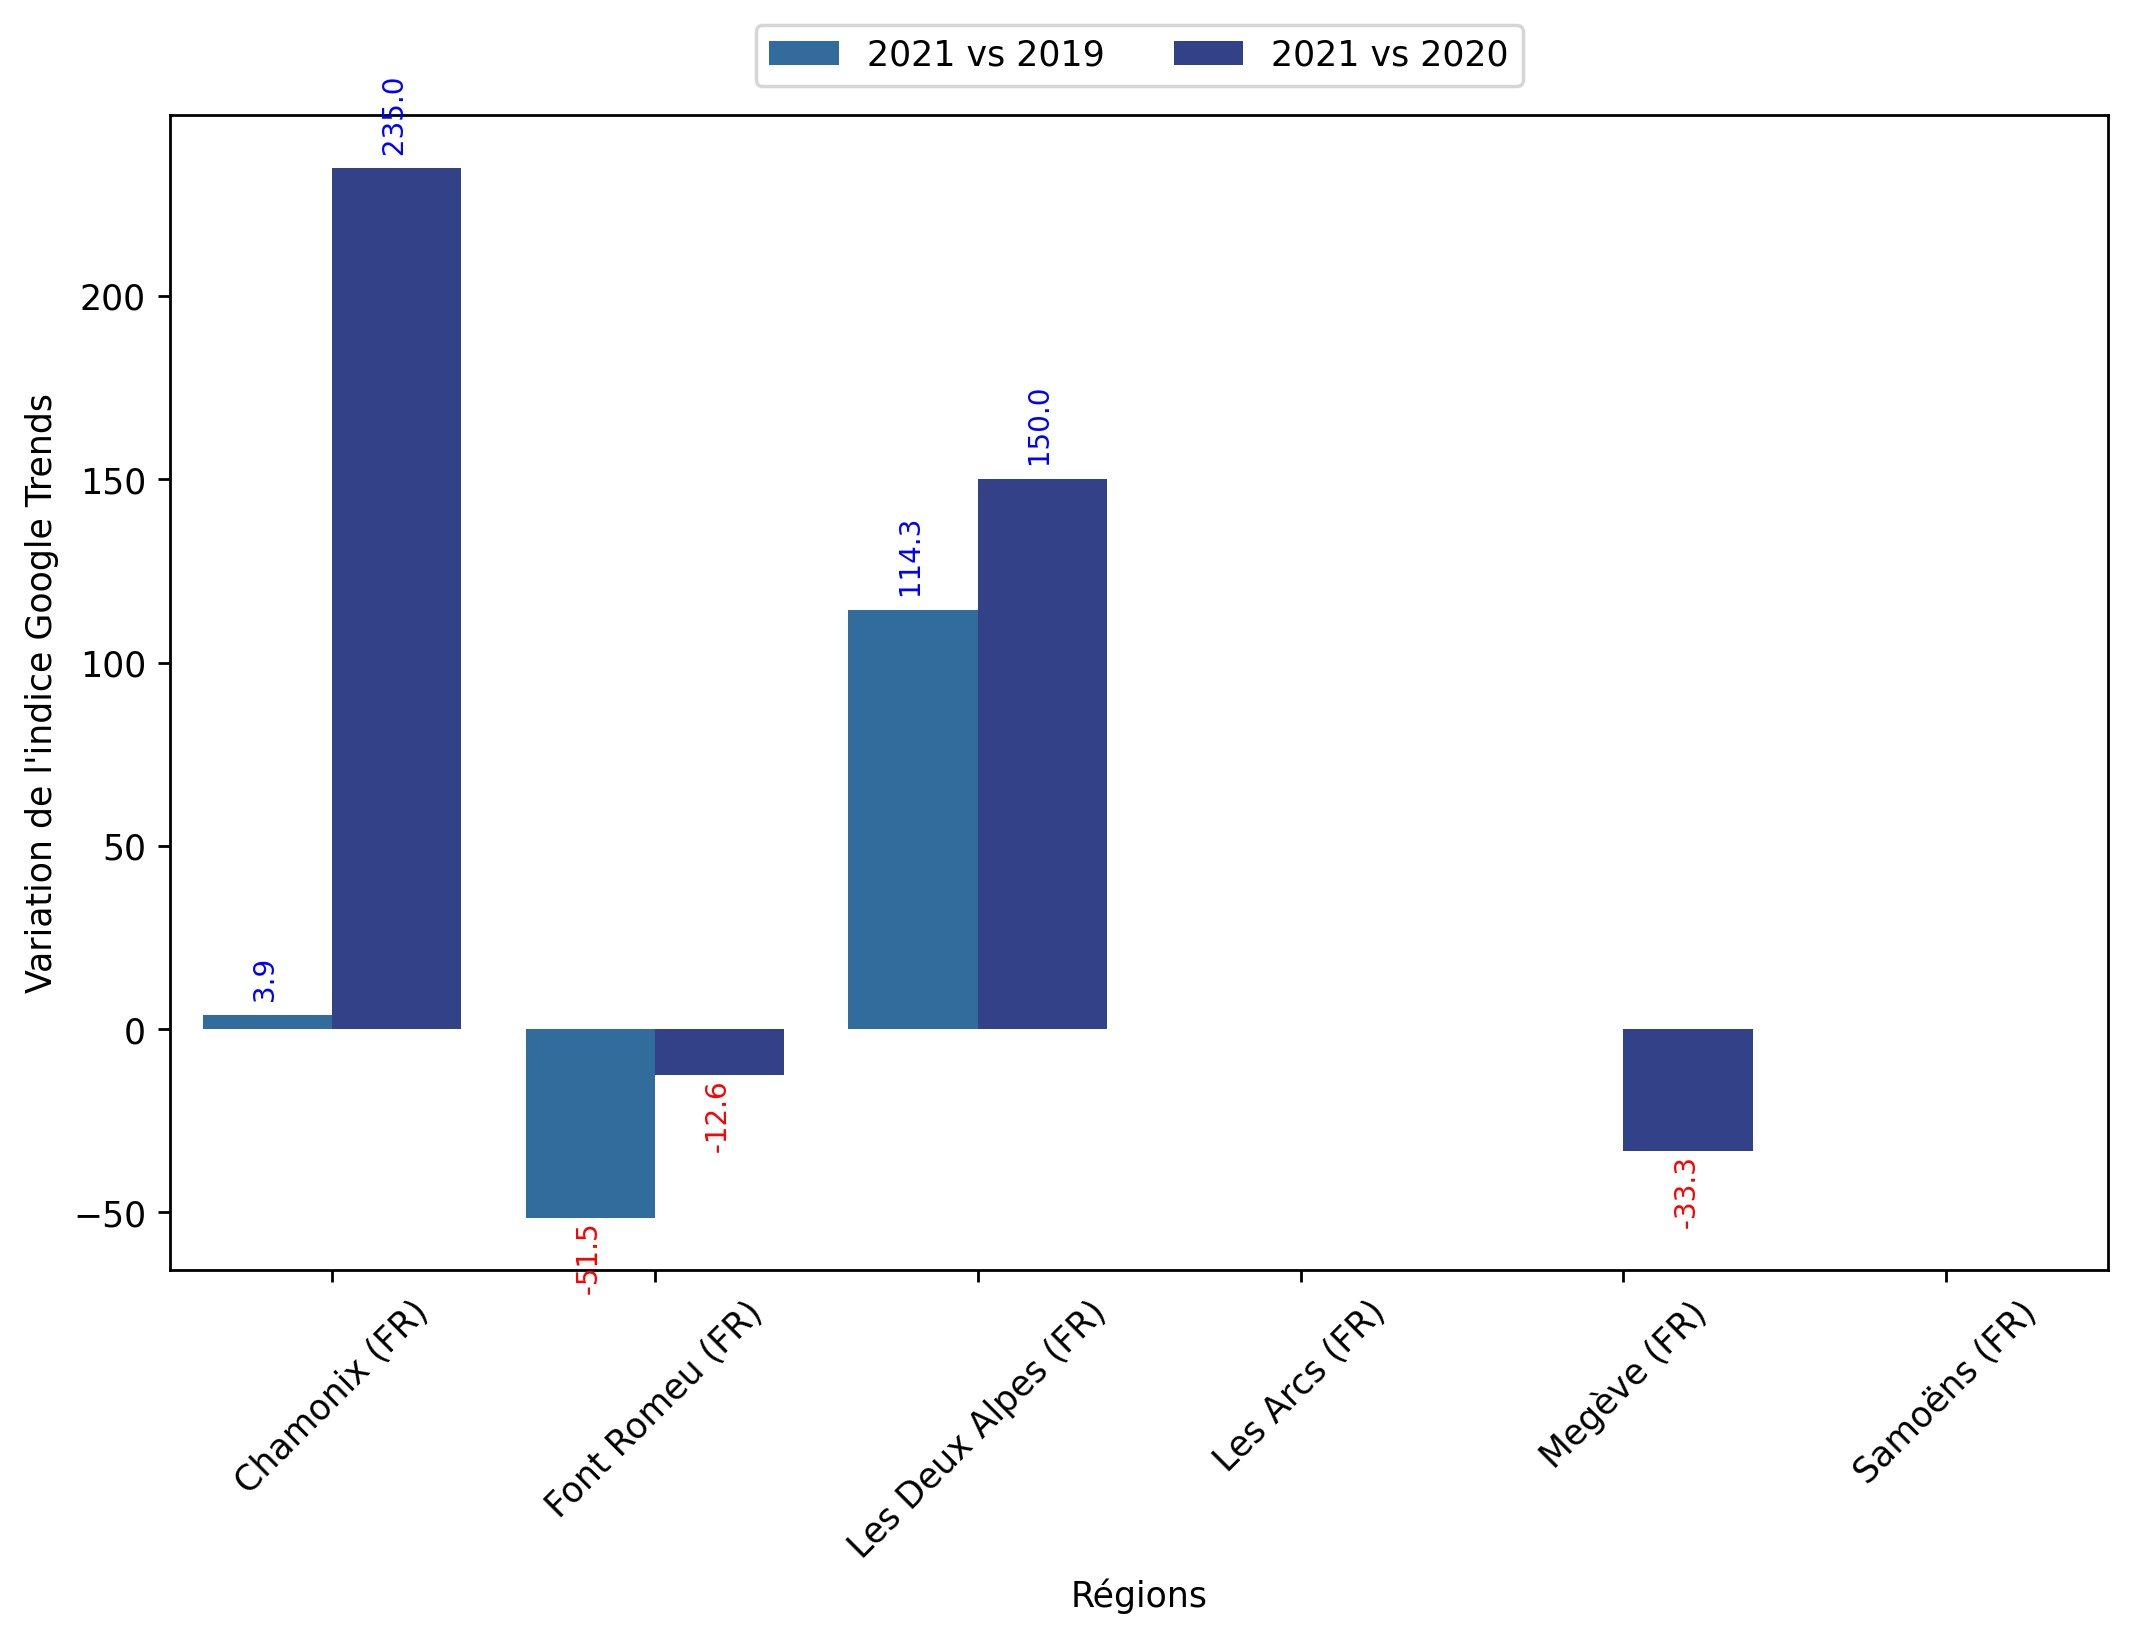 2021 vs 2019
2021 vs 2020
Variation de l'indice Google Trends
200
150
100
50
0
−50
3.9
235.0
-51.5
-12.6
114.3
150.0
-33.3
Chamonix (FR)
Font Romeu (FR)
Les Deux Alpes (FR)
Les Arcs (FR)
Megève (FR)
Samoëns (FR)
Régions